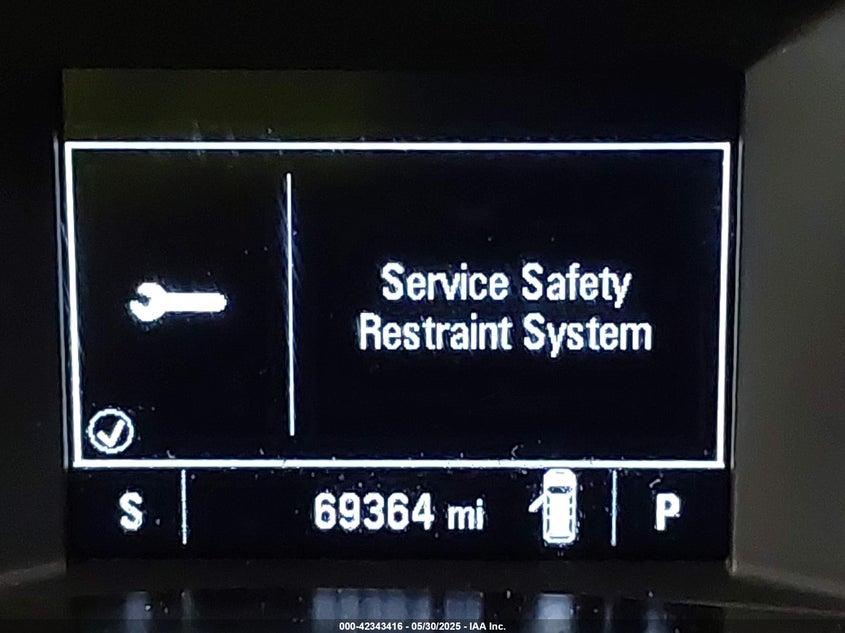 Service Safety
Restraint System
S 69364 mi P
000-42343416 - 05/30/2025 - IAA Inc.